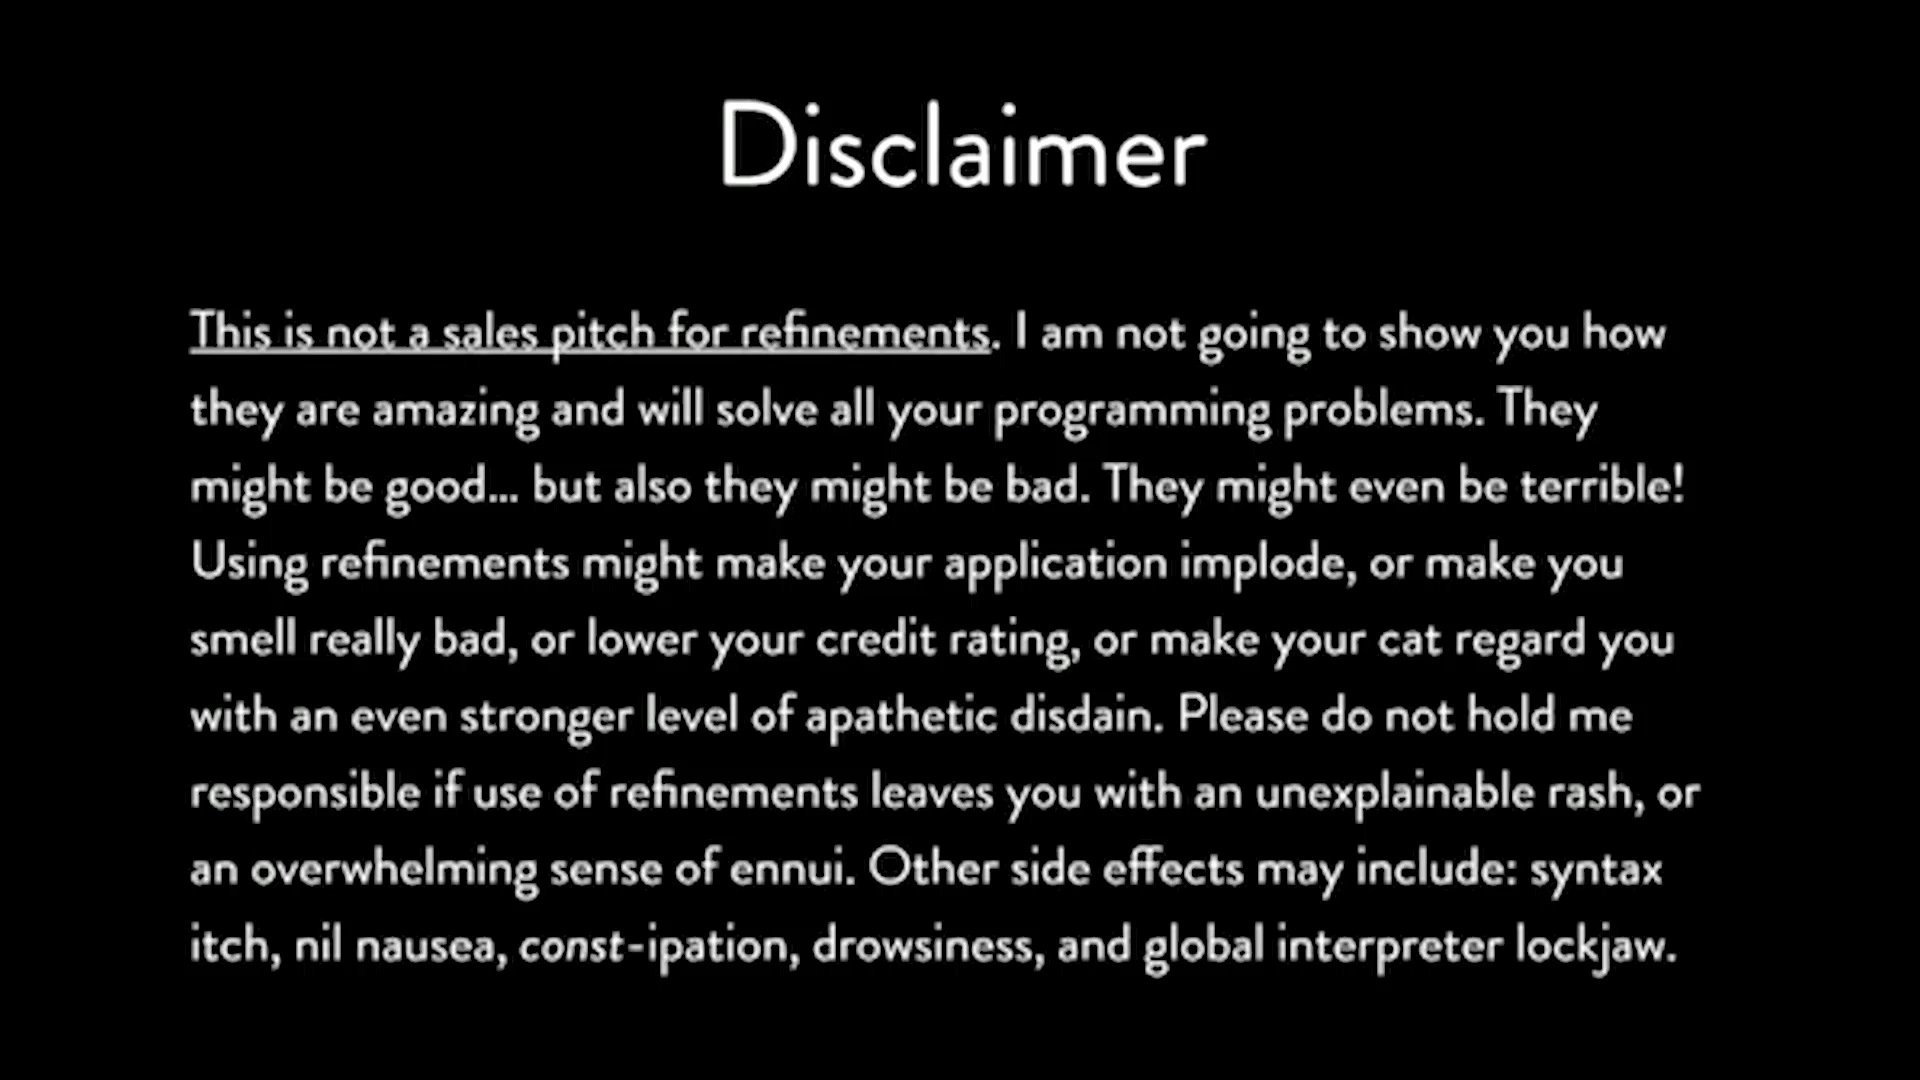 Disclaimer
This is not a sales pitch for refinements. I am not going to show you how
they are amazing and will solve all your programming problems. They
might be good... but also they might be bad. They might even be terrible!
Using refinements might make your application implode, or make you
smell really bad, or lower your credit rating, or make your cat regard you
with an even stronger level of apathetic disdain. Please do not hold me
responsible if use of refinements leaves you with an unexplainable rash, or
an overwhelming sense of ennui. Other side effects may include: syntax
itch, nil nausea, const-ipation, drowsiness, and global interpreter lockjaw.